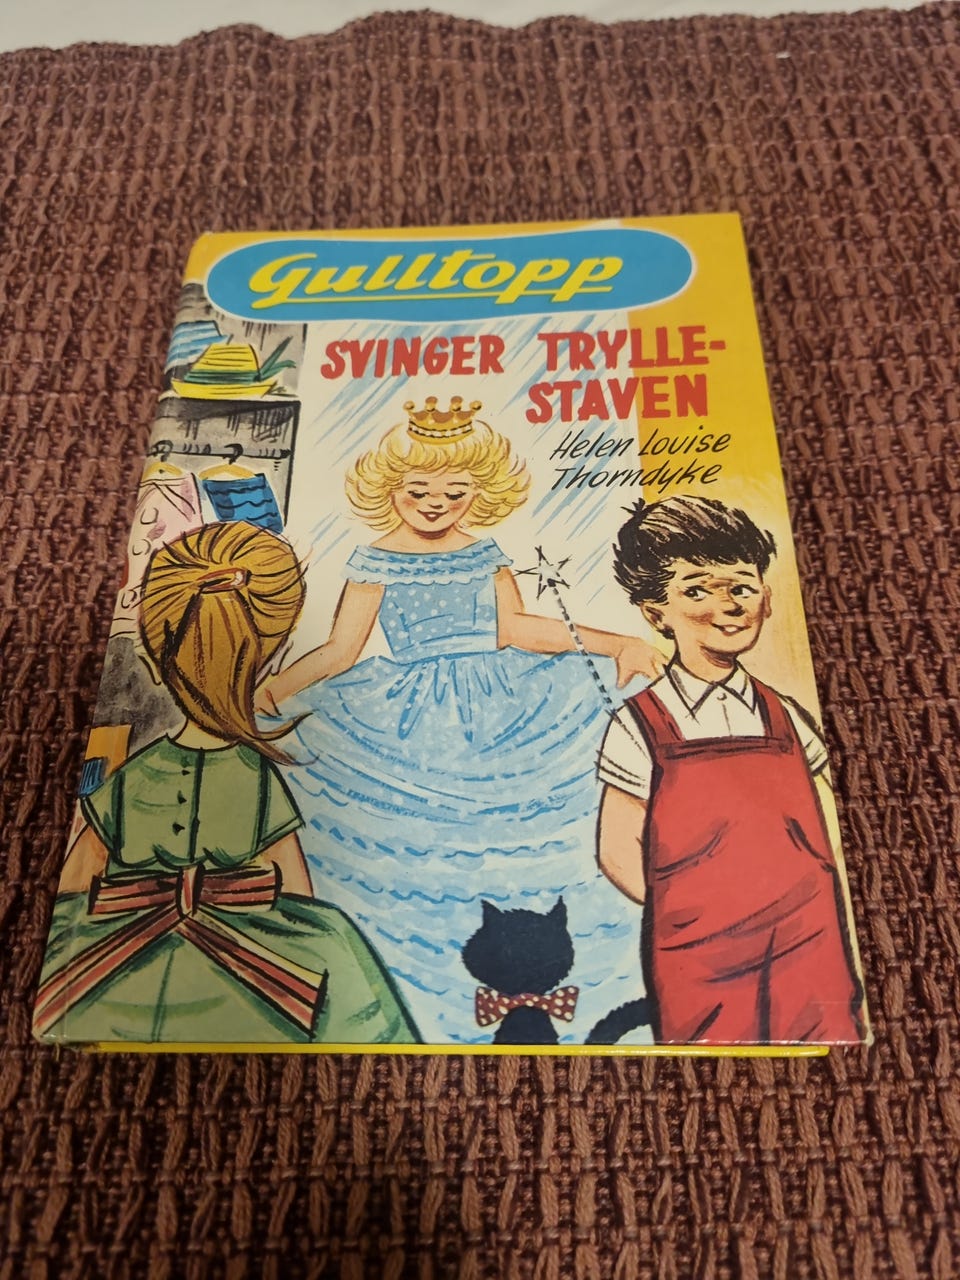 Gulltopp
SVINGER TRYLLE-
STAVEN
Helen Louise
Thorndyke